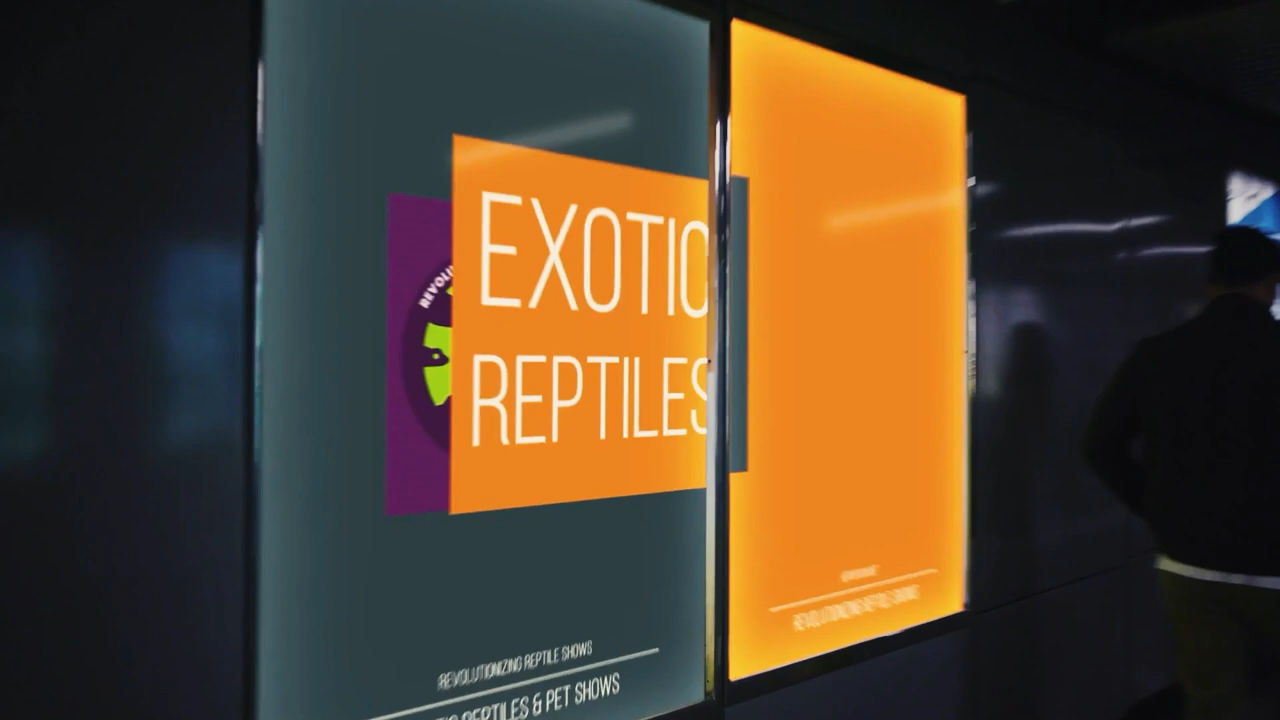 EXOTIC
REPTILES
REVOLUTIONIZING REPTILE SHOWS
REPTILES & PET SHOWS
REVOLUTIONIZING REPTILE SHOWS